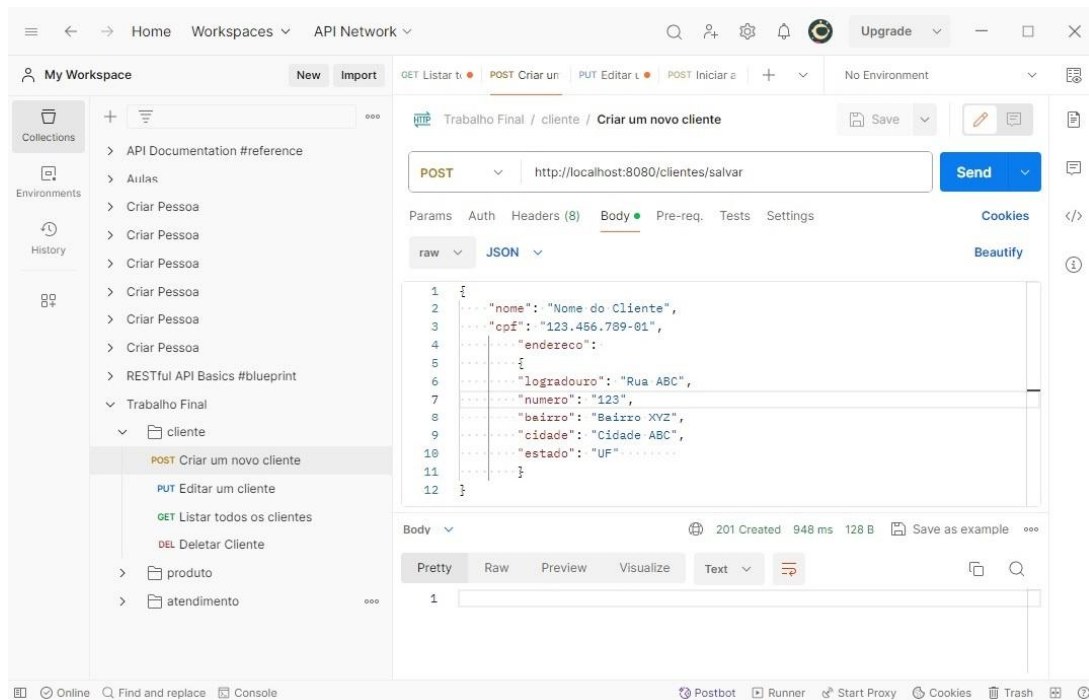 Home Workspaces API Network Upgrade
My Workspace New Import GET Listar t POST Criar un PUT Editar u POST Iniciar a No Environment
Collections
Environments
History
API Documentation #reference
Aulas
Criar Pessoa
Criar Pessoa
Criar Pessoa
Criar Pessoa
Criar Pessoa
Criar Pessoa
RESTful API Basics #blueprint
Trabalho Final
cliente
POST Criar um novo cliente
PUT Editar um cliente
GET Listar todos os clientes
DEL Deletar Cliente
produto
atendimento
HTTP Trabalho Final / cliente / Criar um novo cliente Save
POST http://localhost:8080/clientes/salvar Send
Params Auth Headers (8) Body Pre-req. Tests Settings Cookies
raw JSON Beautify
1 {
2 "nome": "Nome do Cliente",
3 "cpf": "123.456.789-01",
4 "endereco":
5 {
6 "logradouro": "Rua ABC",
7 "numero": "123",
8 "bairro": "Bairro XYZ",
9 "cidade": "Cidade ABC",
10 "estado": "UF"
11 }
12 }
Body 201 Created 948 ms 128 B Save as example
Pretty Raw Preview Visualize Text
1
Online Find and replace Console Postbot Runner Start Proxy Cookies Trash